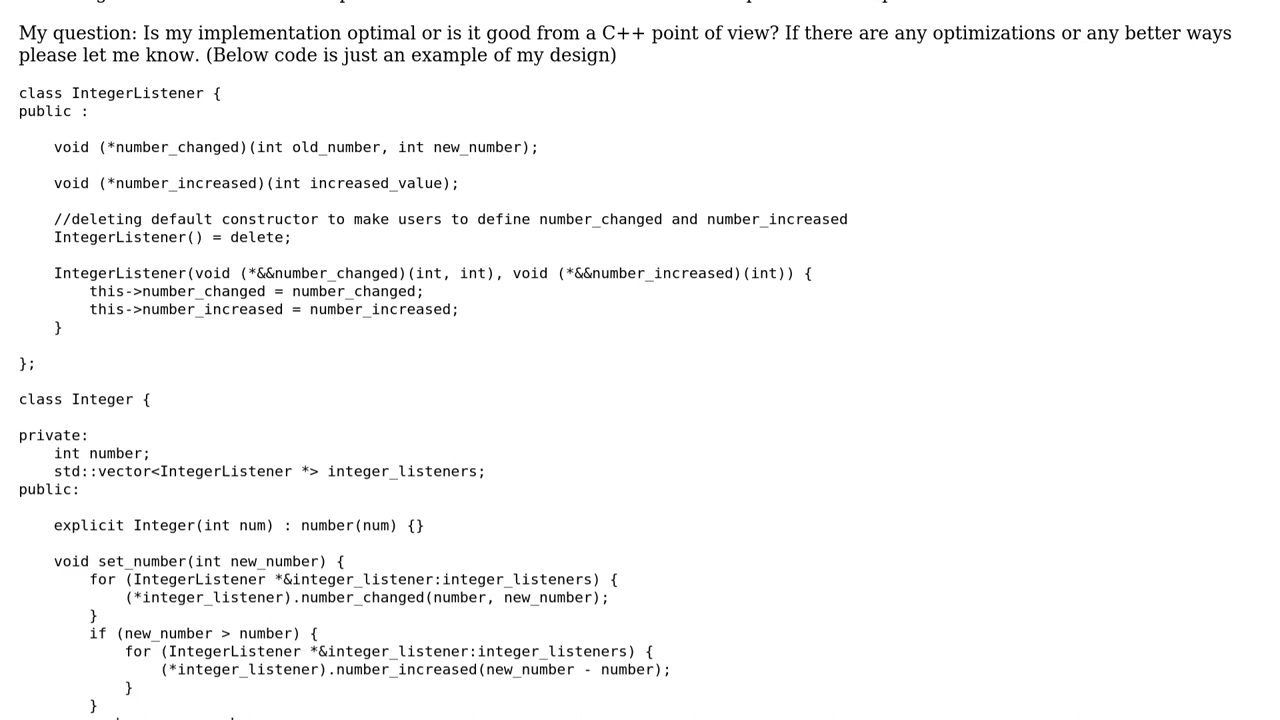 My question: Is my implementation optimal or is it good from a C++ point of view? If there are any optimizations or any better ways
please let me know. (Below code is just an example of my design)
class IntegerListener {
public :
    void (*number_changed)(int old_number, int new_number);
    void (*number_increased)(int increased_value);
    //deleting default constructor to make users to define number_changed and number_increased
    IntegerListener() = delete;
    IntegerListener(void (*&&number_changed)(int, int), void (*&&number_increased)(int)) {
        this->number_changed = number_changed;
        this->number_increased = number_increased;
    }
};
class Integer {
private:
    int number;
    std::vector<IntegerListener *> integer_listeners;
public:
    explicit Integer(int num) : number(num) {}
    void set_number(int new_number) {
        for (IntegerListener *&integer_listener:integer_listeners) {
            (*integer_listener).number_changed(number, new_number);
        }
        if (new_number > number) {
            for (IntegerListener *&integer_listener:integer_listeners) {
                (*integer_listener).number_increased(new_number - number);
            }
        }